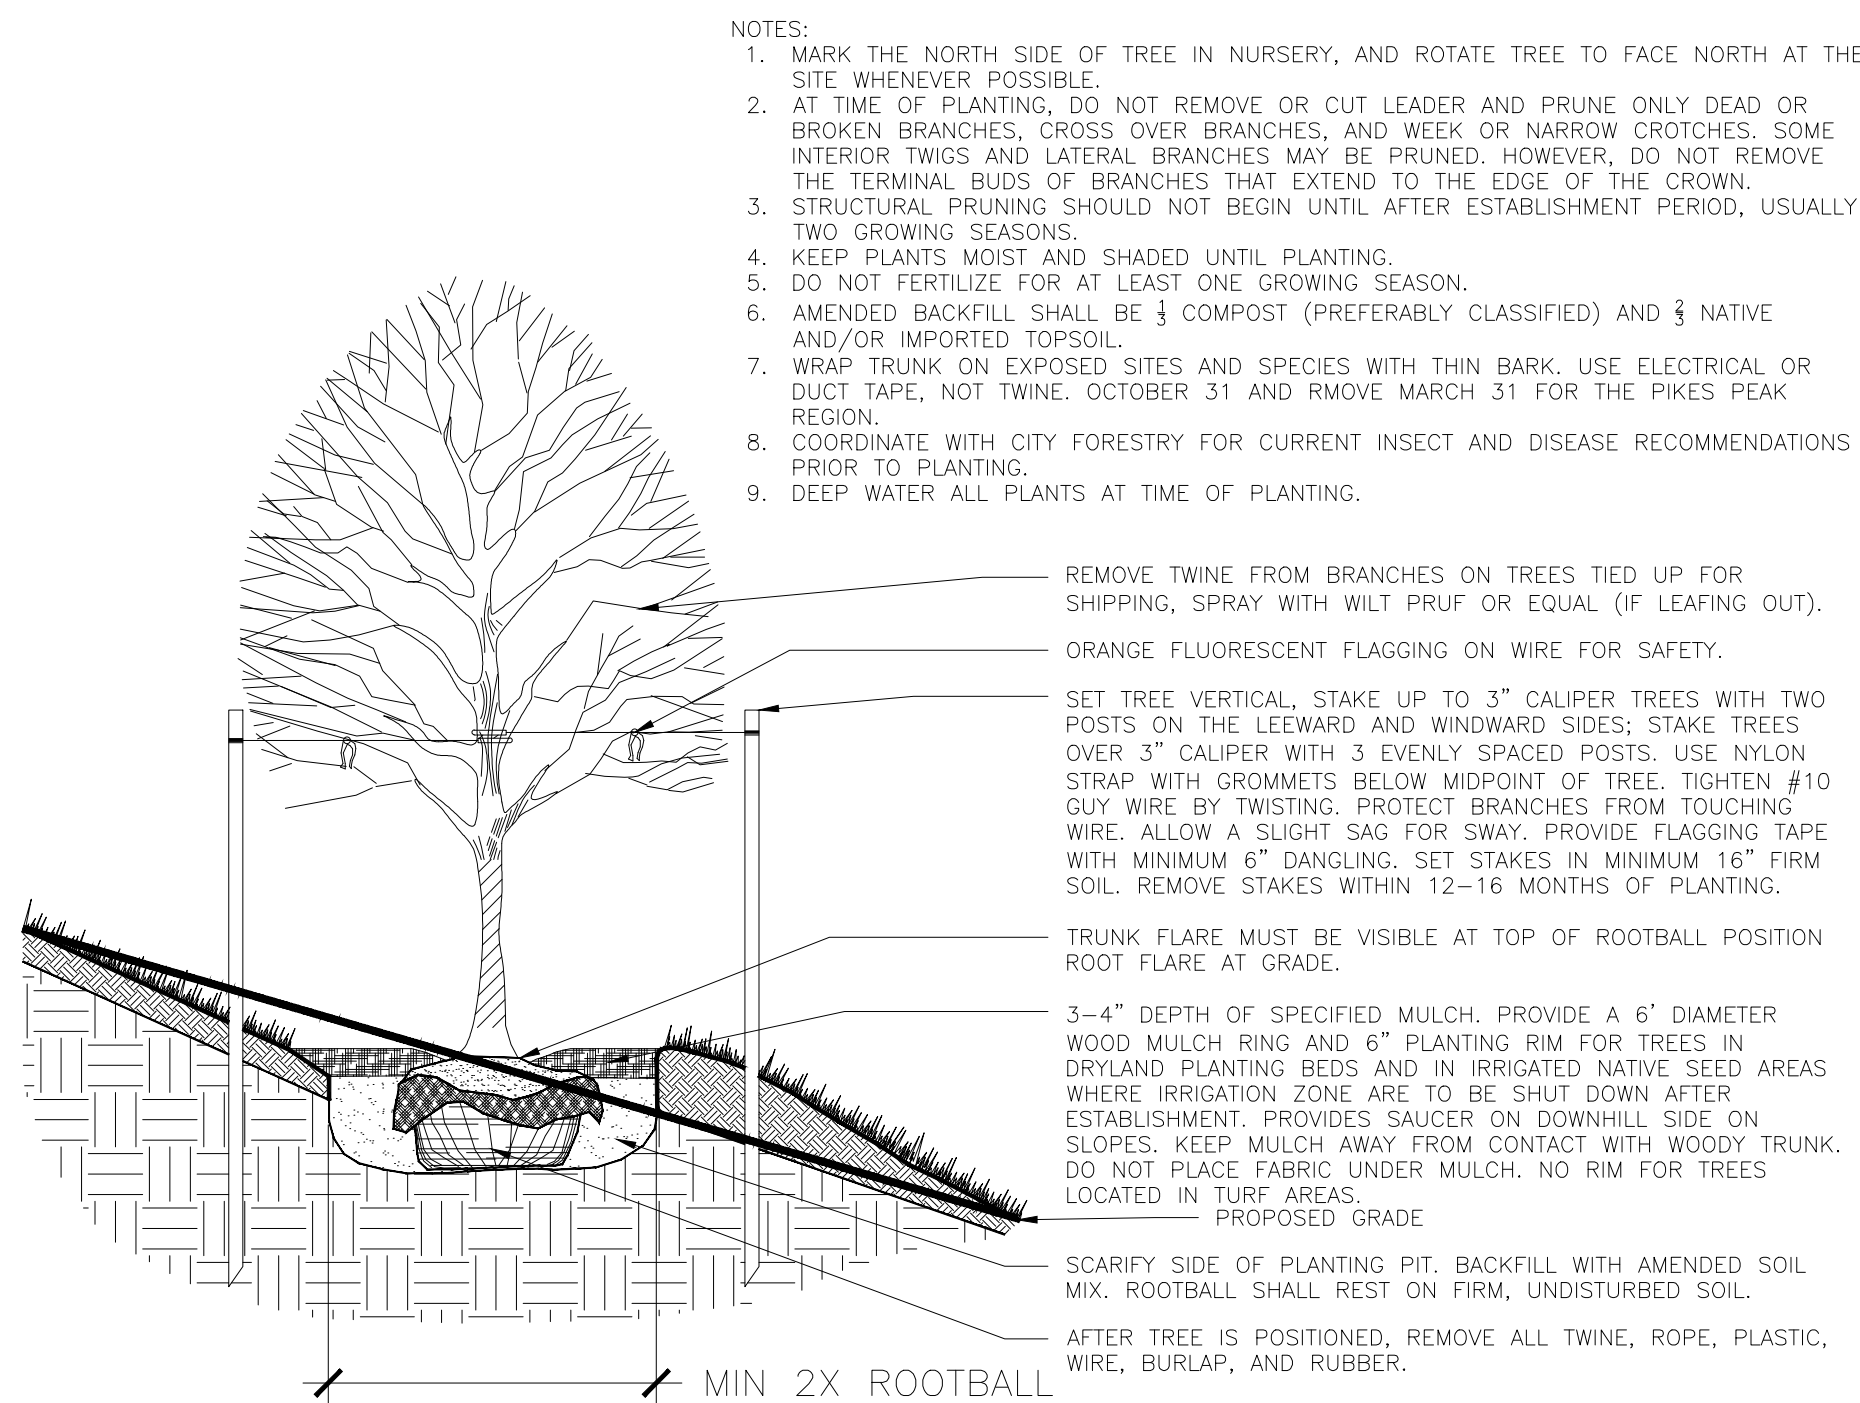 NOTES:
1. MARK THE NORTH SIDE OF TREE IN NURSERY, AND ROTATE TREE TO FACE NORTH AT THE
SITE WHENEVER POSSIBLE.
2. AT TIME OF PLANTING, DO NOT REMOVE OR CUT LEADER AND PRUNE ONLY DEAD OR
BROKEN BRANCHES, CROSS OVER BRANCHES, AND WEEK OR NARROW CROTCHES. SOME
INTERIOR TWIGS AND LATERAL BRANCHES MAY BE PRUNED. HOWEVER, DO NOT REMOVE
THE TERMINAL BUDS OF BRANCHES THAT EXTEND TO THE EDGE OF THE CROWN.
3. STRUCTURAL PRUNING SHOULD NOT BEGIN UNTIL AFTER ESTABLISHMENT PERIOD, USUALLY
TWO GROWING SEASONS.
4. KEEP PLANTS MOIST AND SHADED UNTIL PLANTING.
5. DO NOT FERTILIZE FOR AT LEAST ONE GROWING SEASON.
6. AMENDED BACKFILL SHALL BE 1/3 COMPOST (PREFERABLY CLASSIFIED) AND 2/3 NATIVE
AND/OR IMPORTED TOPSOIL.
7. WRAP TRUNK ON EXPOSED SITES AND SPECIES WITH THIN BARK. USE ELECTRICAL OR
DUCT TAPE, NOT TWINE. OCTOBER 31 AND RMOVE MARCH 31 FOR THE PIKES PEAK
REGION.
8. COORDINATE WITH CITY FORESTRY FOR CURRENT INSECT AND DISEASE RECOMMENDATIONS
PRIOR TO PLANTING.
9. DEEP WATER ALL PLANTS AT TIME OF PLANTING.
REMOVE TWINE FROM BRANCHES ON TREES TIED UP FOR
SHIPPING, SPRAY WITH WILT PRUF OR EQUAL (IF LEAFING OUT).
ORANGE FLUORESCENT FLAGGING ON WIRE FOR SAFETY.
SET TREE VERTICAL, STAKE UP TO 3” CALIPER TREES WITH TWO
POSTS ON THE LEEWARD AND WINDWARD SIDES; STAKE TREES
OVER 3” CALIPER WITH 3 EVENLY SPACED POSTS. USE NYLON
STRAP WITH GROMMETS BELOW MIDPOINT OF TREE. TIGHTEN #10
GUY WIRE BY TWISTING. PROTECT BRANCHES FROM TOUCHING
WIRE. ALLOW A SLIGHT SAG FOR SWAY. PROVIDE FLAGGING TAPE
WITH MINIMUM 6” DANGLING. SET STAKES IN MINIMUM 16” FIRM
SOIL. REMOVE STAKES WITHIN 12-16 MONTHS OF PLANTING.
TRUNK FLARE MUST BE VISIBLE AT TOP OF ROOTBALL POSITION
ROOT FLARE AT GRADE.
3-4” DEPTH OF SPECIFIED MULCH. PROVIDE A 6’ DIAMETER
WOOD MULCH RING AND 6” PLANTING RIM FOR TREES IN
DRYLAND PLANTING BEDS AND IN IRRIGATED NATIVE SEED AREAS
WHERE IRRIGATION ZONE ARE TO BE SHUT DOWN AFTER
ESTABLISHMENT. PROVIDES SAUCER ON DOWNHILL SIDE ON
SLOPES. KEEP MULCH AWAY FROM CONTACT WITH WOODY TRUNK.
DO NOT PLACE FABRIC UNDER MULCH. NO RIM FOR TREES
LOCATED IN TURF AREAS.
PROPOSED GRADE
SCARIFY SIDE OF PLANTING PIT. BACKFILL WITH AMENDED SOIL
MIX. ROOTBALL SHALL REST ON FIRM, UNDISTURBED SOIL.
AFTER TREE IS POSITIONED, REMOVE ALL TWINE, ROPE, PLASTIC,
WIRE, BURLAP, AND RUBBER.
MIN 2X ROOTBALL